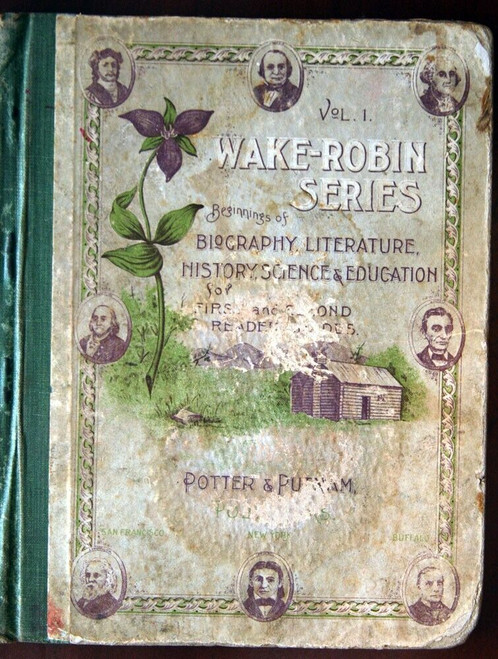 VOL. 1.
WAKE-ROBIN
SERIES
Beginnings of
BIOGRAPHY, LITERATURE,
HISTORY, SCIENCE & EDUCATION
for
FIRST and SECOND
READER
POTTER & PUTNAM,
SAN FRANCISCO NEW YORK BUFFALO